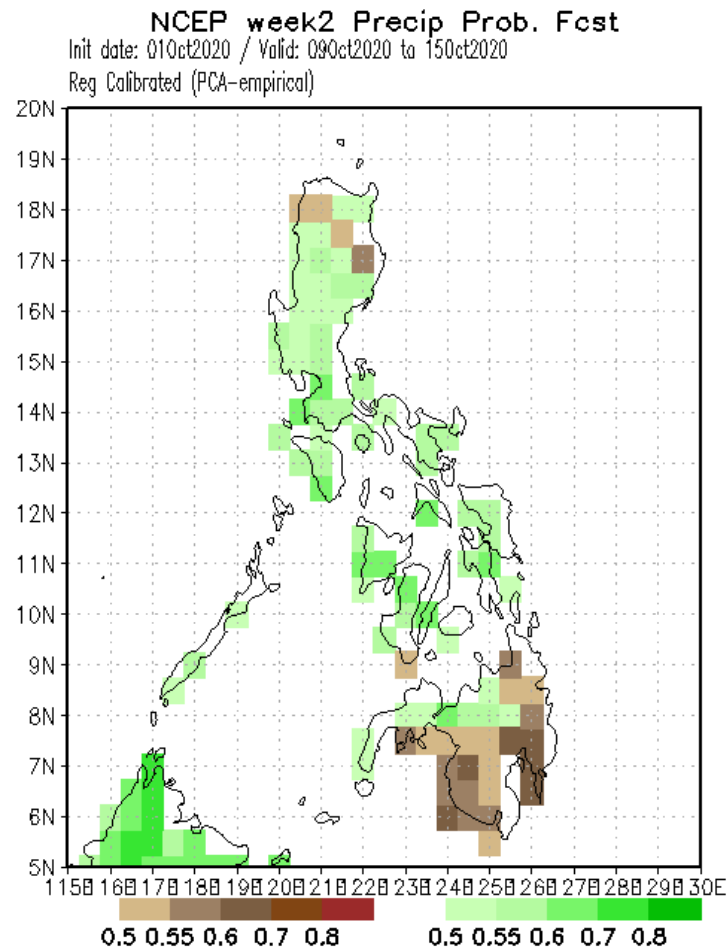 NCEP week2 Precip Prob. Fcst
Init date: 01Oct2020 / Valid: 09Oct2020 to 15Oct2020
Reg Calibrated (PCA-empirical)
20N
19N
18N
17N
16N
15N
14N
13N
12N
11N
10N
9N
8N
7N
6N
5N
115E 116E 117E 118E 119E 120E 121E 122E 123E 124E 125E 126E 127E 128E 129E 130E
0.5 0.55 0.6 0.7 0.8 0.5 0.55 0.6 0.7 0.8